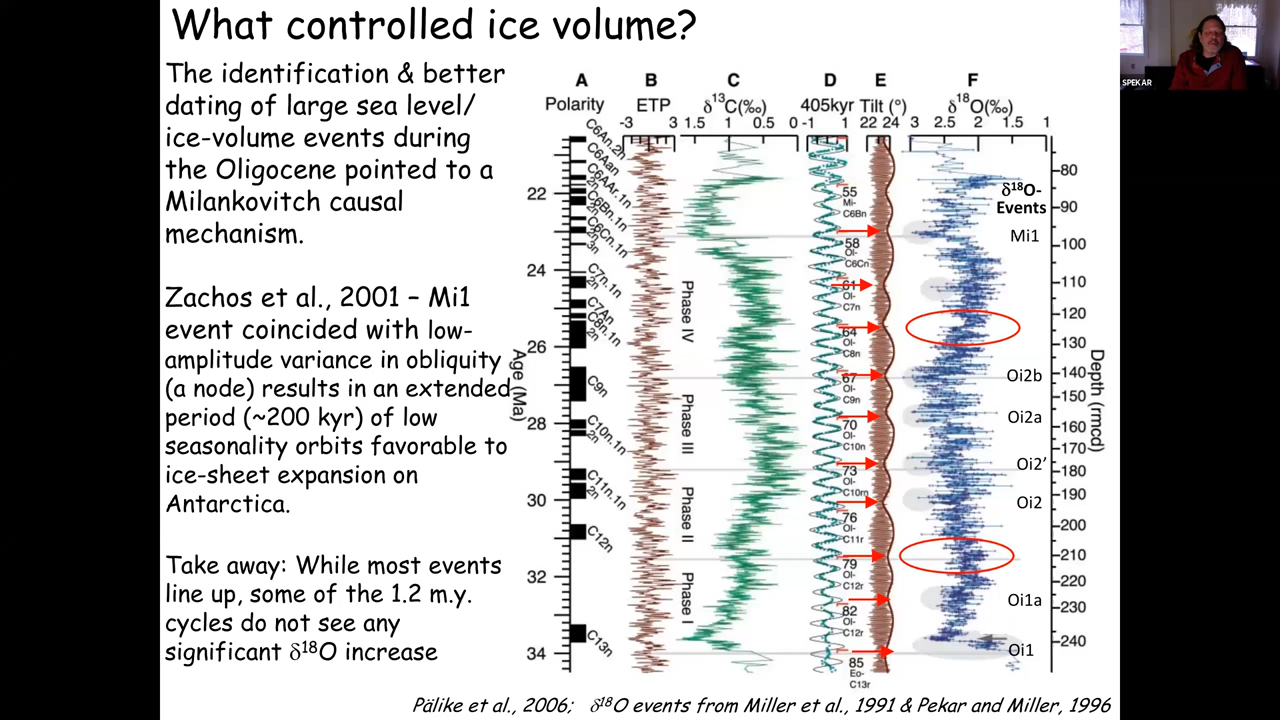 What controlled ice volume?
The identification & better
dating of large sea level/
ice-volume events during
the Oligocene pointed to a
Milankovitch causal
mechanism.
Zachos et al., 2001 – Mi1
event coincided with low-
amplitude variance in obliquity
(a node) results in an extended
period (~200 kyr) of low
seasonality orbits favorable to
ice-sheet expansion on
Antarctica.
Take away: While most events
line up, some of the 1.2 m.y.
cycles do not see any
significant δ¹⁸O increase
A B C D E F
Polarity ETP δ¹³C(‰) 405kyr Tilt (°) δ¹⁸O(‰)
-3 3 1.5 1 0.5 0 -1 1 22 24 3 2.5 2 1.5 1
Age (Ma)
22
24
26
28
30
32
34
C6An.2n
C6Aan
C6AAr.1n
2n
C6Bn.1n
2n
C6Cn.1n
2n
3n
C7n.1n
2n
C7An
C8n.1n
2n
C9n
C10n.1n
2n
C11n.1n
2n
C12n
C13n
Phase IV
Phase III
Phase II
Phase I
55
Mi-
C6Bn
58
Ol-
C6Cn
61
Ol-
C7n
64
Ol-
C8n
67
Ol-
C9n
70
Ol-
C10n
73
Ol-
C10rn
76
Ol-
C11r
79
Ol-
C12r
82
Ol-
C12r
85
Eo-
C13r
δ¹⁸O-
Events
Mi1
Oi2b
Oi2a
Oi2’
Oi2
Oi1a
Oi1
80
90
100
110
120
130
140
150
160
170
180
190
200
210
220
230
240
Depth (rmcd)
Pälike et al., 2006; δ¹⁸O events from Miller et al., 1991 & Pekar and Miller, 1996
SPEKAR